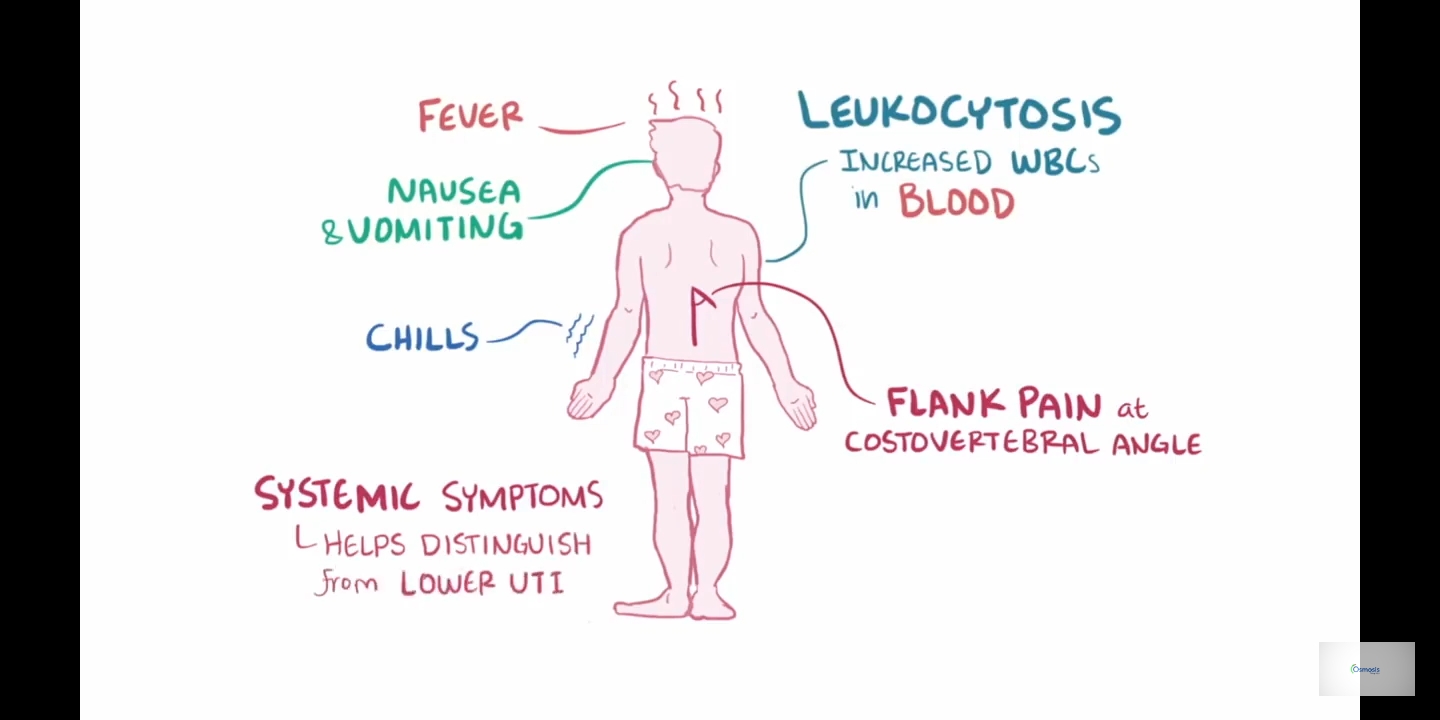 FEVER
NAUSEA
& VOMITING
CHILLS
LEUKOCYTOSIS
INCREASED WBCs
in BLOOD
FLANK PAIN at
COSTOVERTEBRAL ANGLE
SYSTEMIC SYMPTOMS
HELPS DISTINGUISH
from LOWER UTI
Osmosis